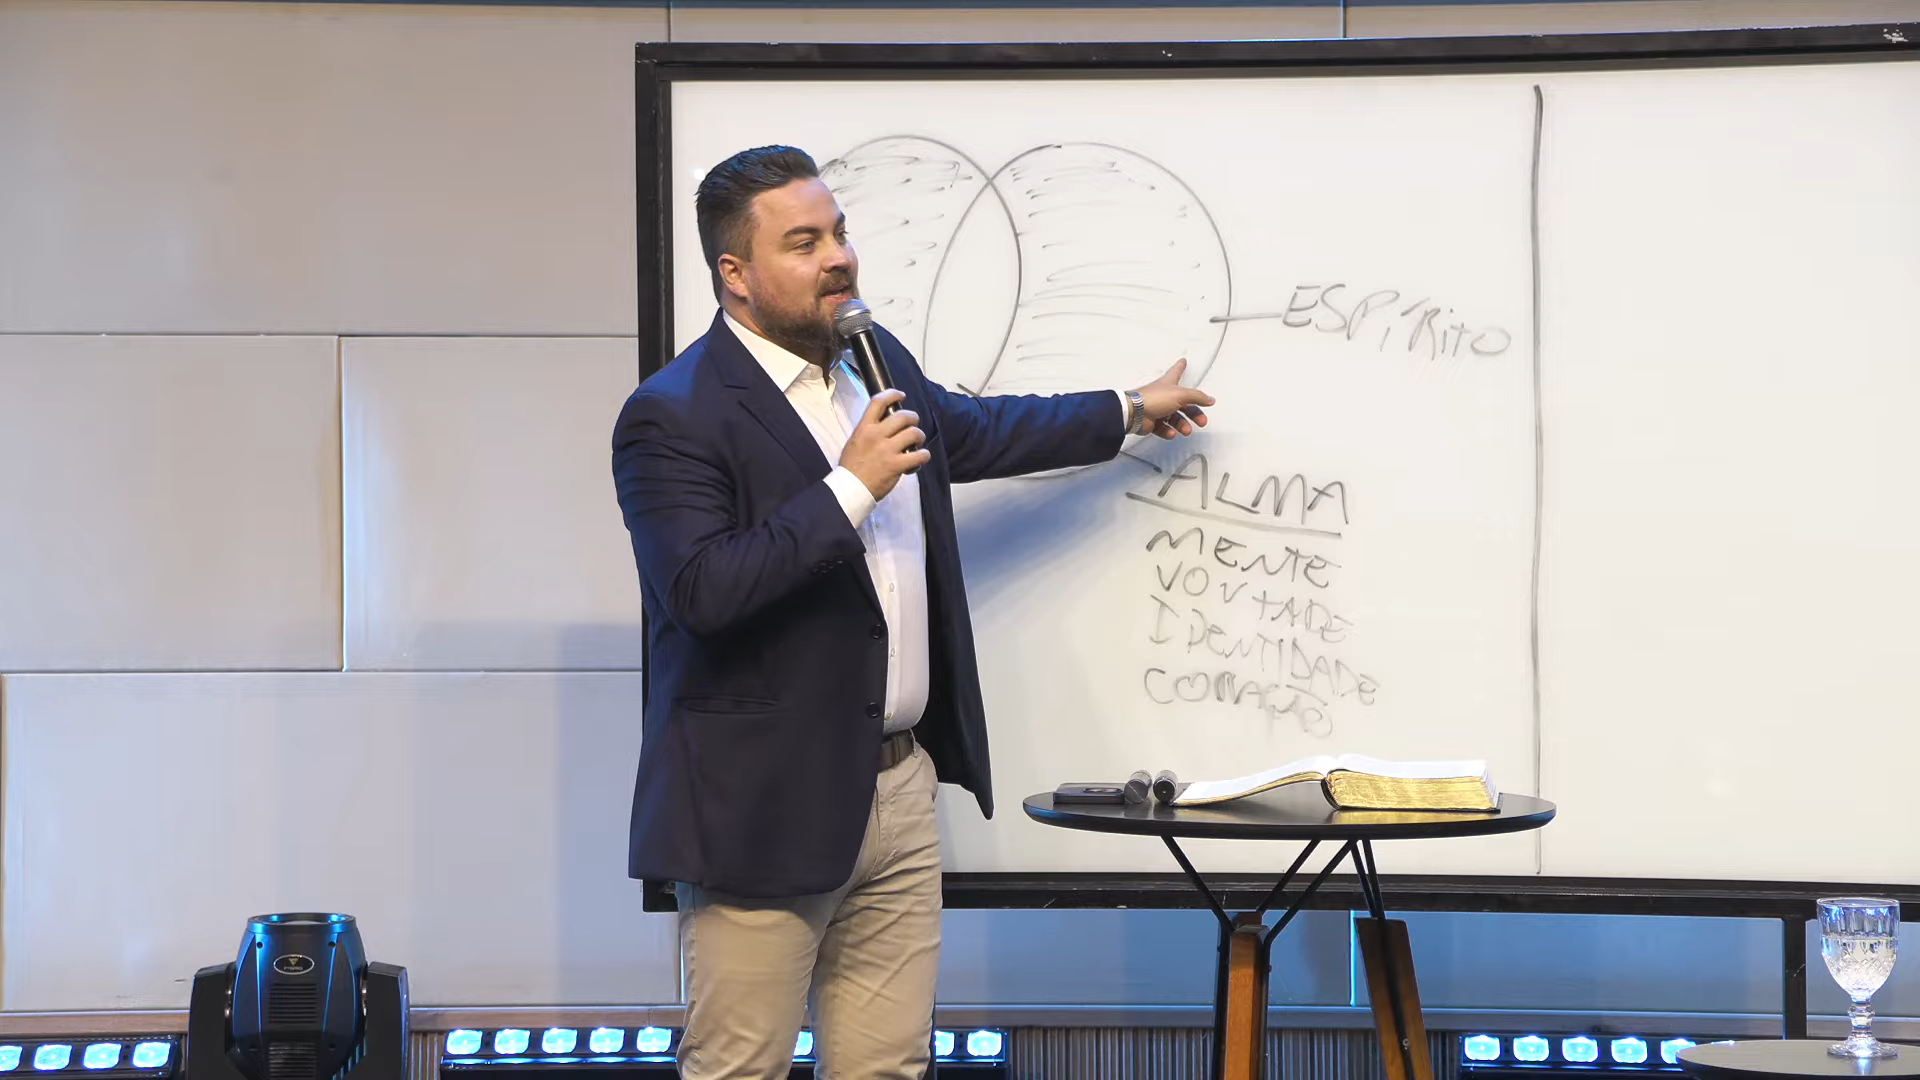 ESPÍRITO
ALMA
MENTE
VONTADE
IDENTIDADE
CORAÇÃO